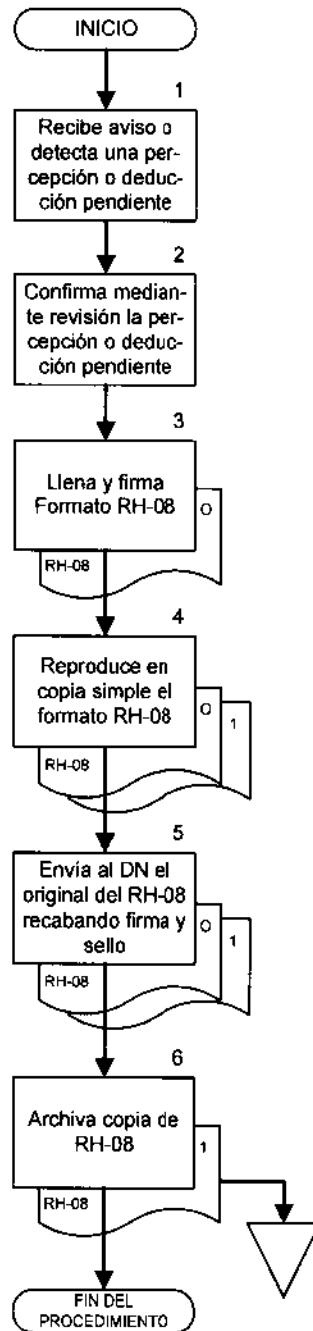 INICIO
1
Recibe aviso o
detecta una per-
cepción o deduc-
ción pendiente
2
Confirma median-
te revisión la per-
cepción o deduc-
ción pendiente
3
Llena y firma
Formato RH-08
O
RH-08
4
Reproduce en
copia simple el
formato RH-08
O
1
RH-08
5
Envía al DN el
original del RH-08
recabando firma y
sello
O
1
RH-08
6
Archiva copia de
RH-08
1
RH-08
FIN DEL
PROCEDIMIENTO